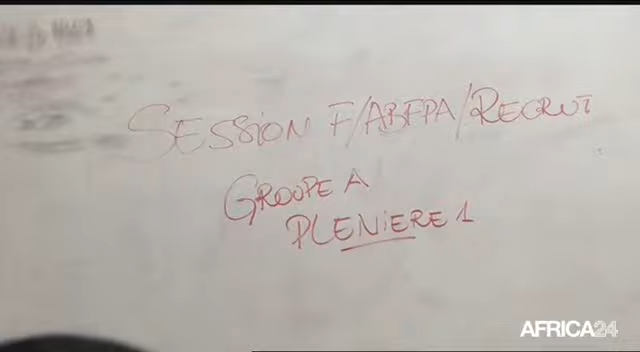 SESSION F/ABFPA/RECRUT
GROUPE A
PLENIERE 1
AFRICA24